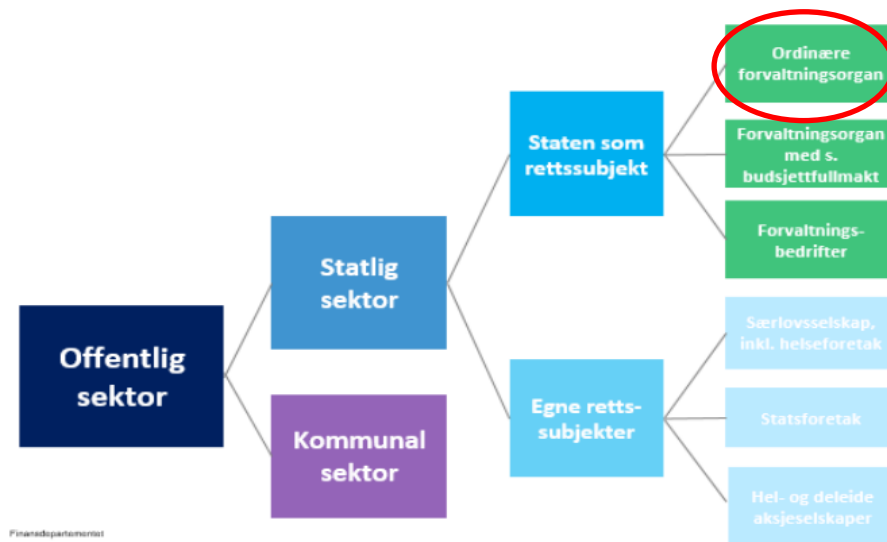 Offentlig
sektor
Statlig
sektor
Kommunal
sektor
Staten som
rettssubjekt
Egne retts-
subjekter
Ordinære
forvaltningsorgan
Forvaltningsorgan
med s.
budsjettfullmakt
Forvaltnings-
bedrifter
Særlovsselskap,
inkl. helseforetak
Statsforetak
Hel- og deleide
aksjeselskaper
Finansdepartementet